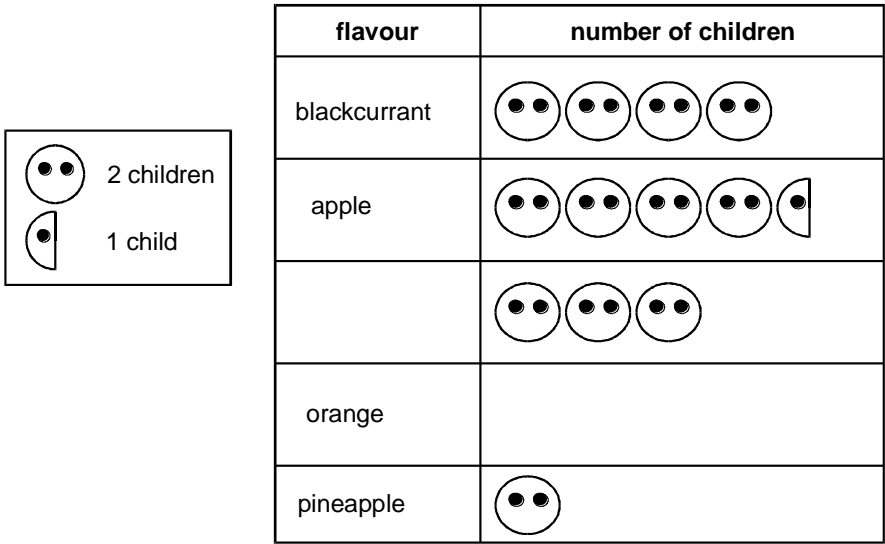 2 children
1 child
flavour number of children
blackcurrant
apple
orange
pineapple